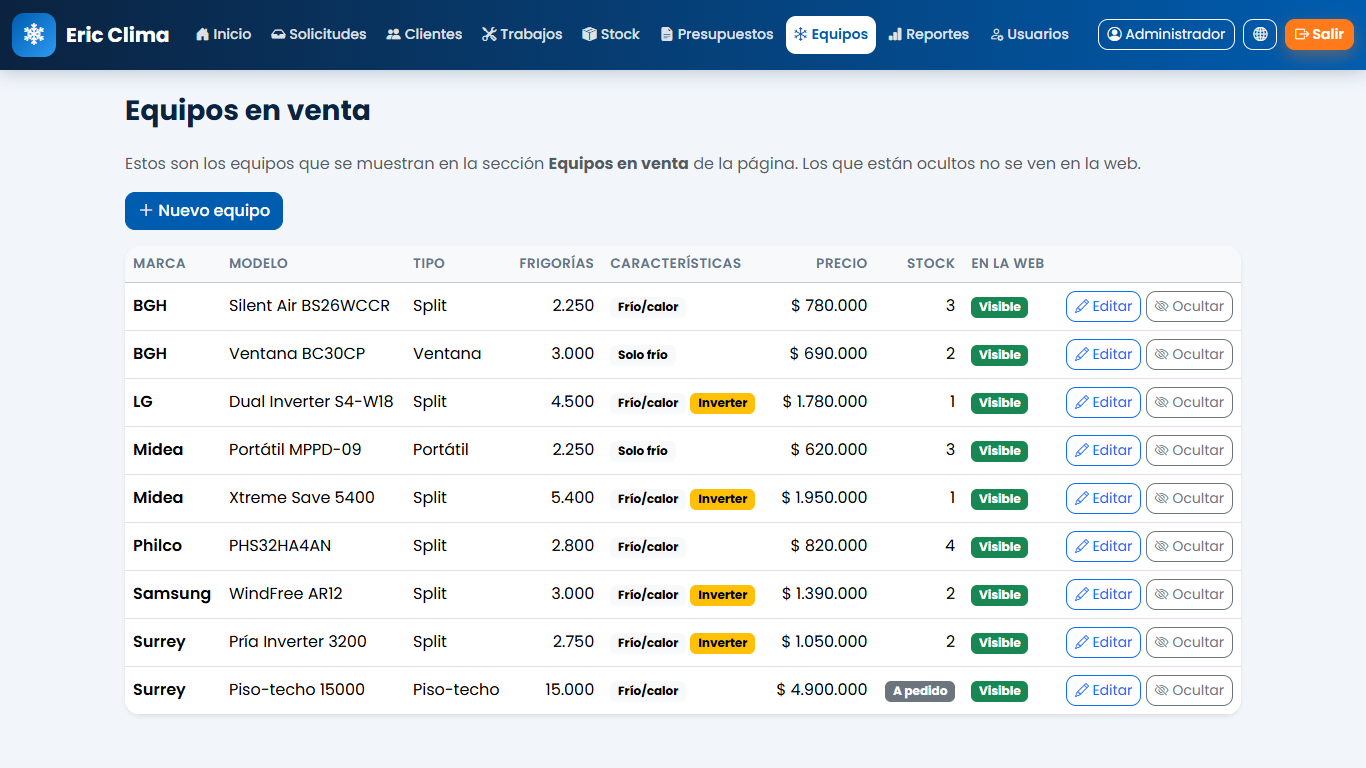 Eric Clima Inicio Solicitudes Clientes Trabajos Stock Presupuestos Equipos Reportes Usuarios Administrador Salir
Equipos en venta
Estos son los equipos que se muestran en la sección Equipos en venta de la página. Los que están ocultos no se ven en la web.
+ Nuevo equipo
MARCA MODELO TIPO FRIGORÍAS CARACTERÍSTICAS PRECIO STOCK EN LA WEB
BGH Silent Air BS26WCCR Split 2.250 Frío/calor $ 780.000 3 Visible Editar Ocultar
BGH Ventana BC30CP Ventana 3.000 Solo frío $ 690.000 2 Visible Editar Ocultar
LG Dual Inverter S4-W18 Split 4.500 Frío/calor Inverter $ 1.780.000 1 Visible Editar Ocultar
Midea Portátil MPPD-09 Portátil 2.250 Solo frío $ 620.000 3 Visible Editar Ocultar
Midea Xtreme Save 5400 Split 5.400 Frío/calor Inverter $ 1.950.000 1 Visible Editar Ocultar
Philco PHS32HA4AN Split 2.800 Frío/calor $ 820.000 4 Visible Editar Ocultar
Samsung WindFree AR12 Split 3.000 Frío/calor Inverter $ 1.390.000 2 Visible Editar Ocultar
Surrey Pría Inverter 3200 Split 2.750 Frío/calor Inverter $ 1.050.000 2 Visible Editar Ocultar
Surrey Piso-techo 15000 Piso-techo 15.000 Frío/calor $ 4.900.000 A pedido Visible Editar Ocultar